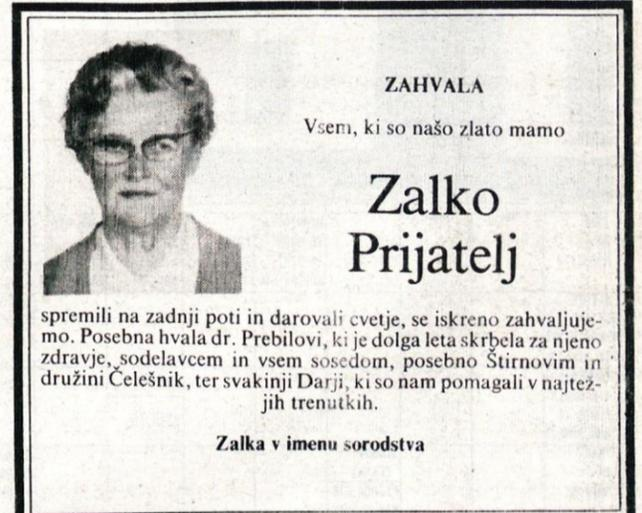 ZAHVALA
Vsem, ki so našo zlato mamo
Zalko
Prijatelj
spremili na zadnji poti in darovali cvetje, se iskreno zahvaljuje-
mo. Posebna hvala dr. Prebilovi, ki je dolga leta skrbela za njeno
zdravje, sodelavcem in vsem sosedom, posebno Štirnovim in
družini Čelešnik, ter svakinji Darji, ki so nam pomagali v najtež-
jih trenutkih.
Zalka v imenu sorodstva